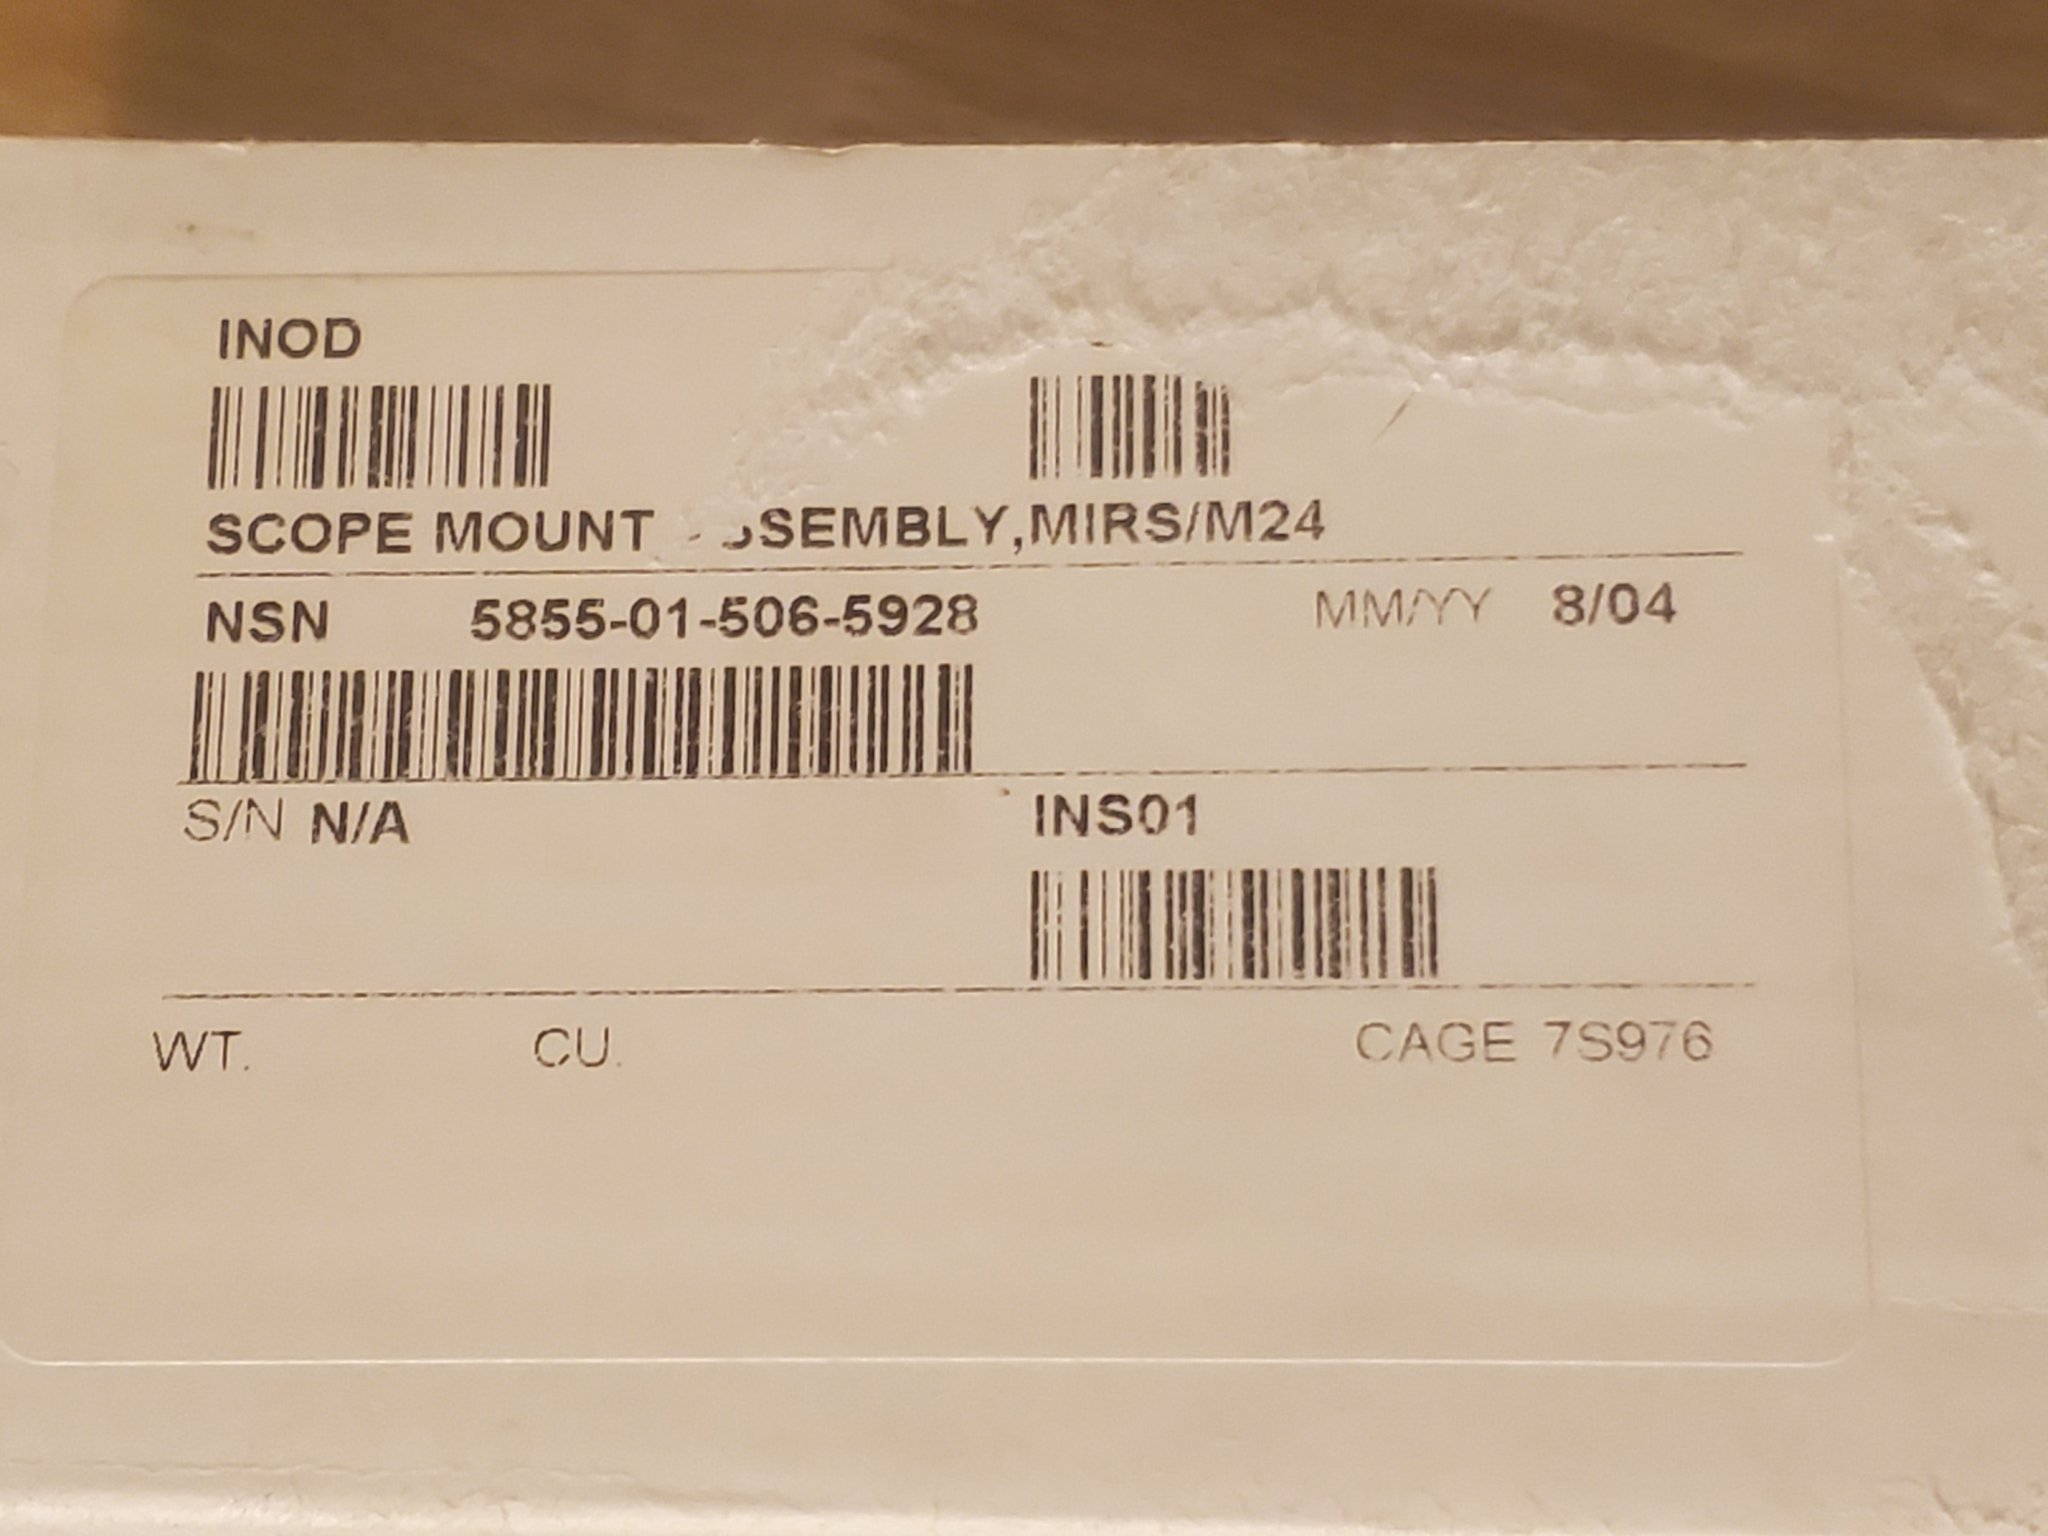 INOD
SCOPE MOUNT SSEMBLY,MIRS/M24
NSN 5855-01-506-5928 MM/YY 8/04
S/N N/A INS01
WT. CU. CAGE 7S976